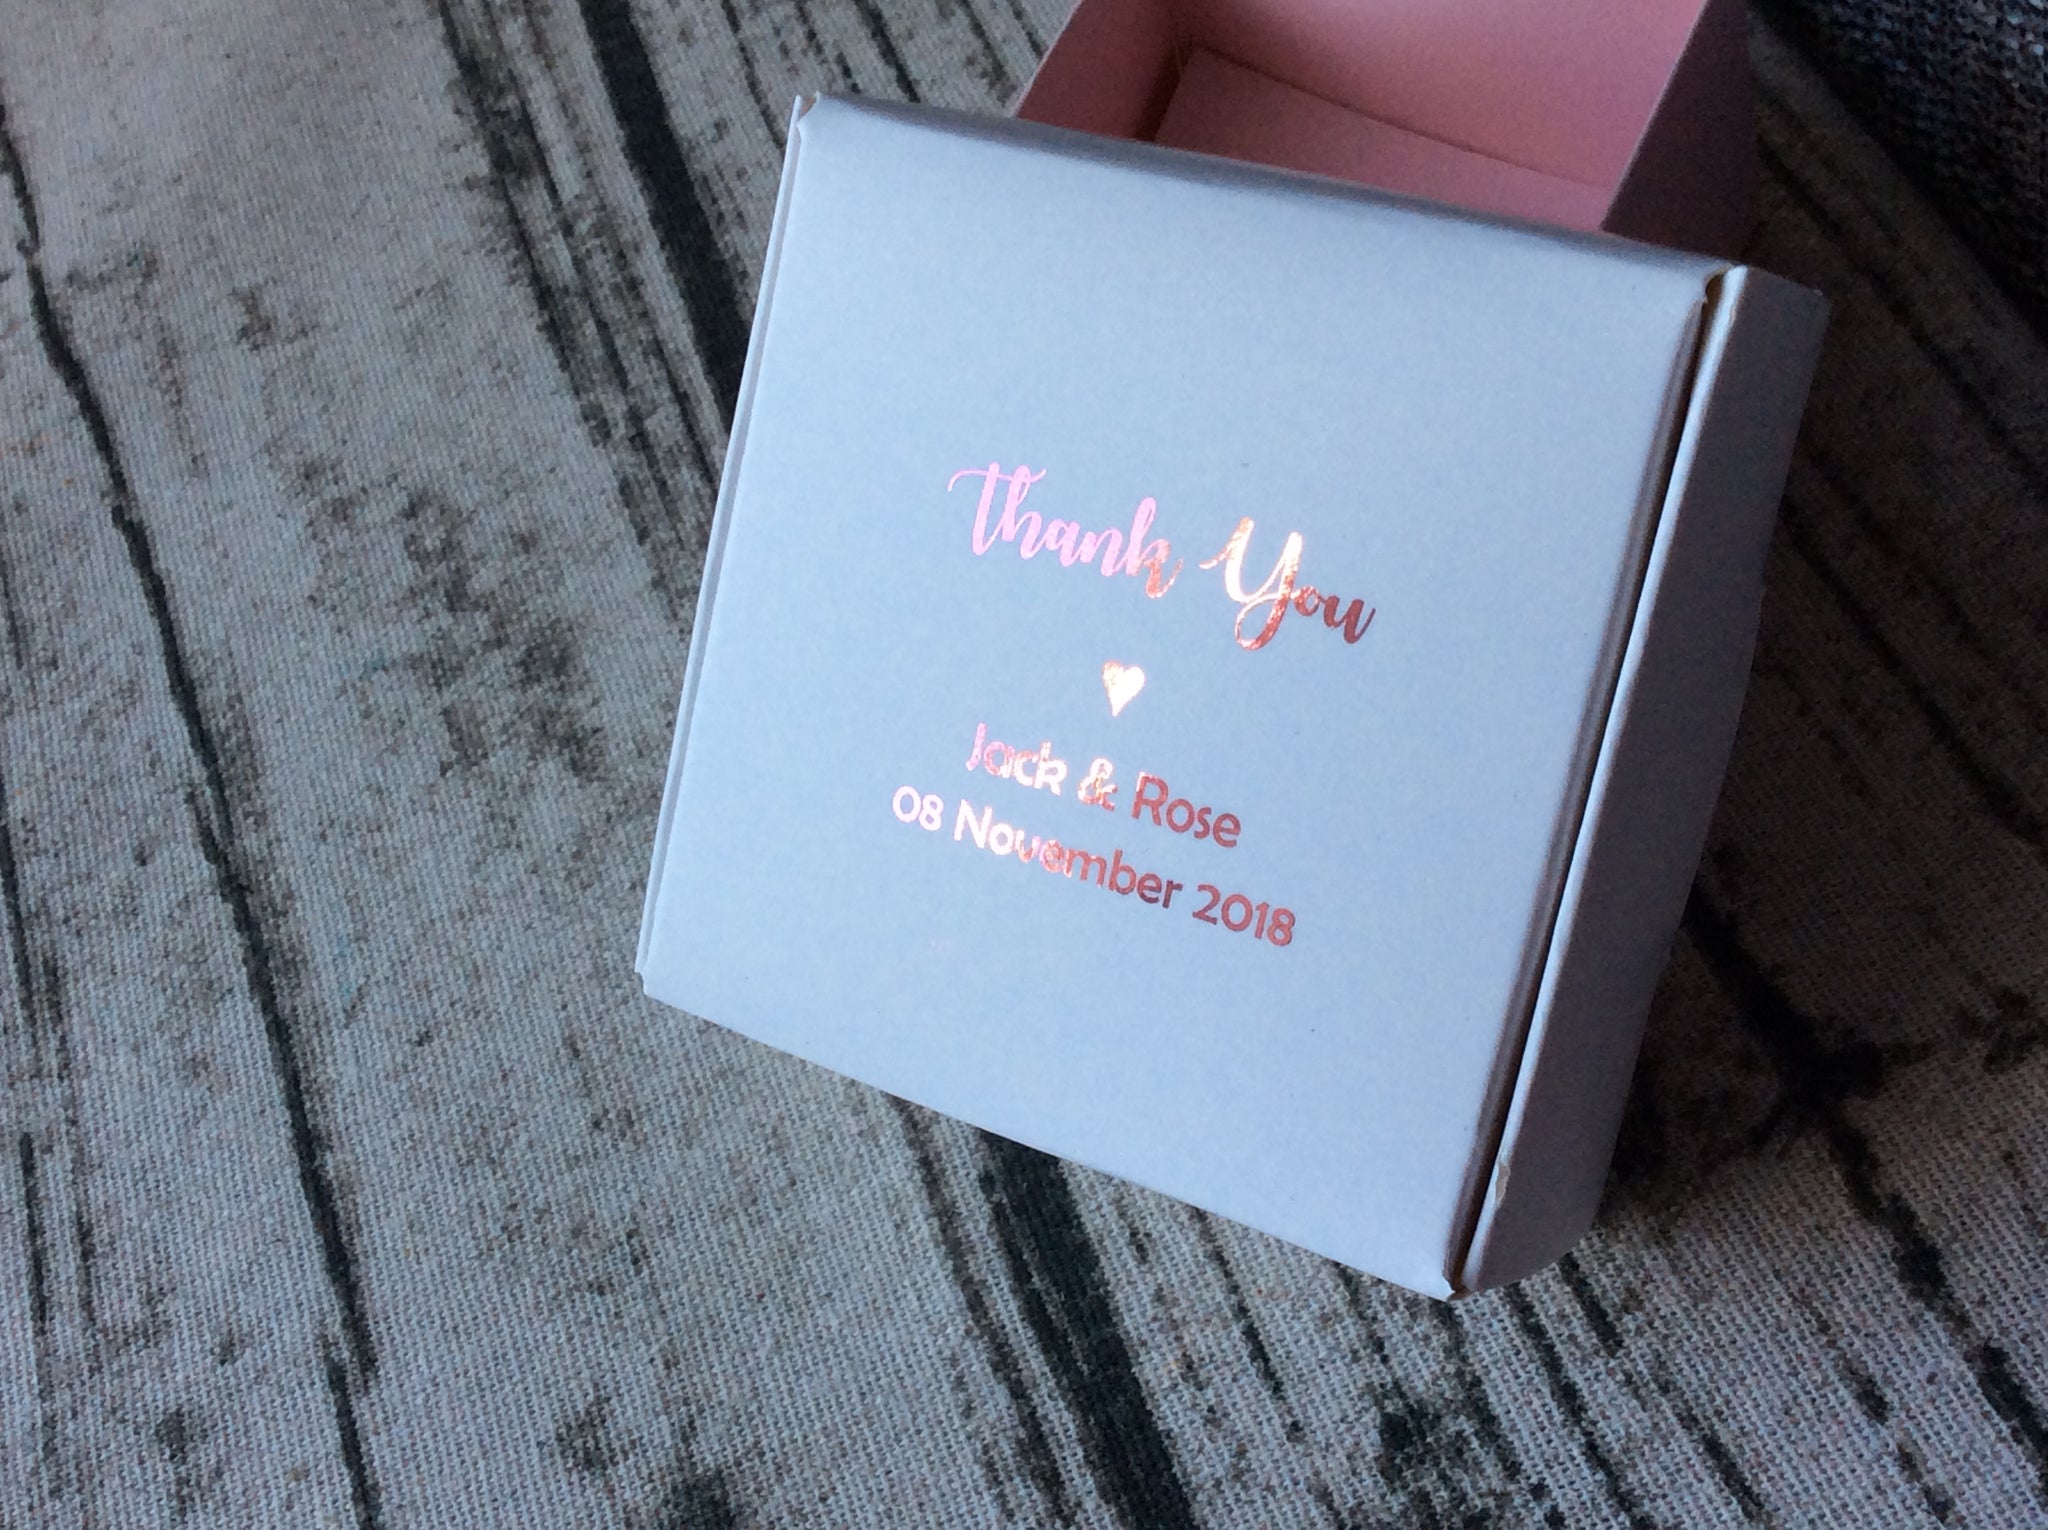 Thank You
Jack & Rose
08 November 2018